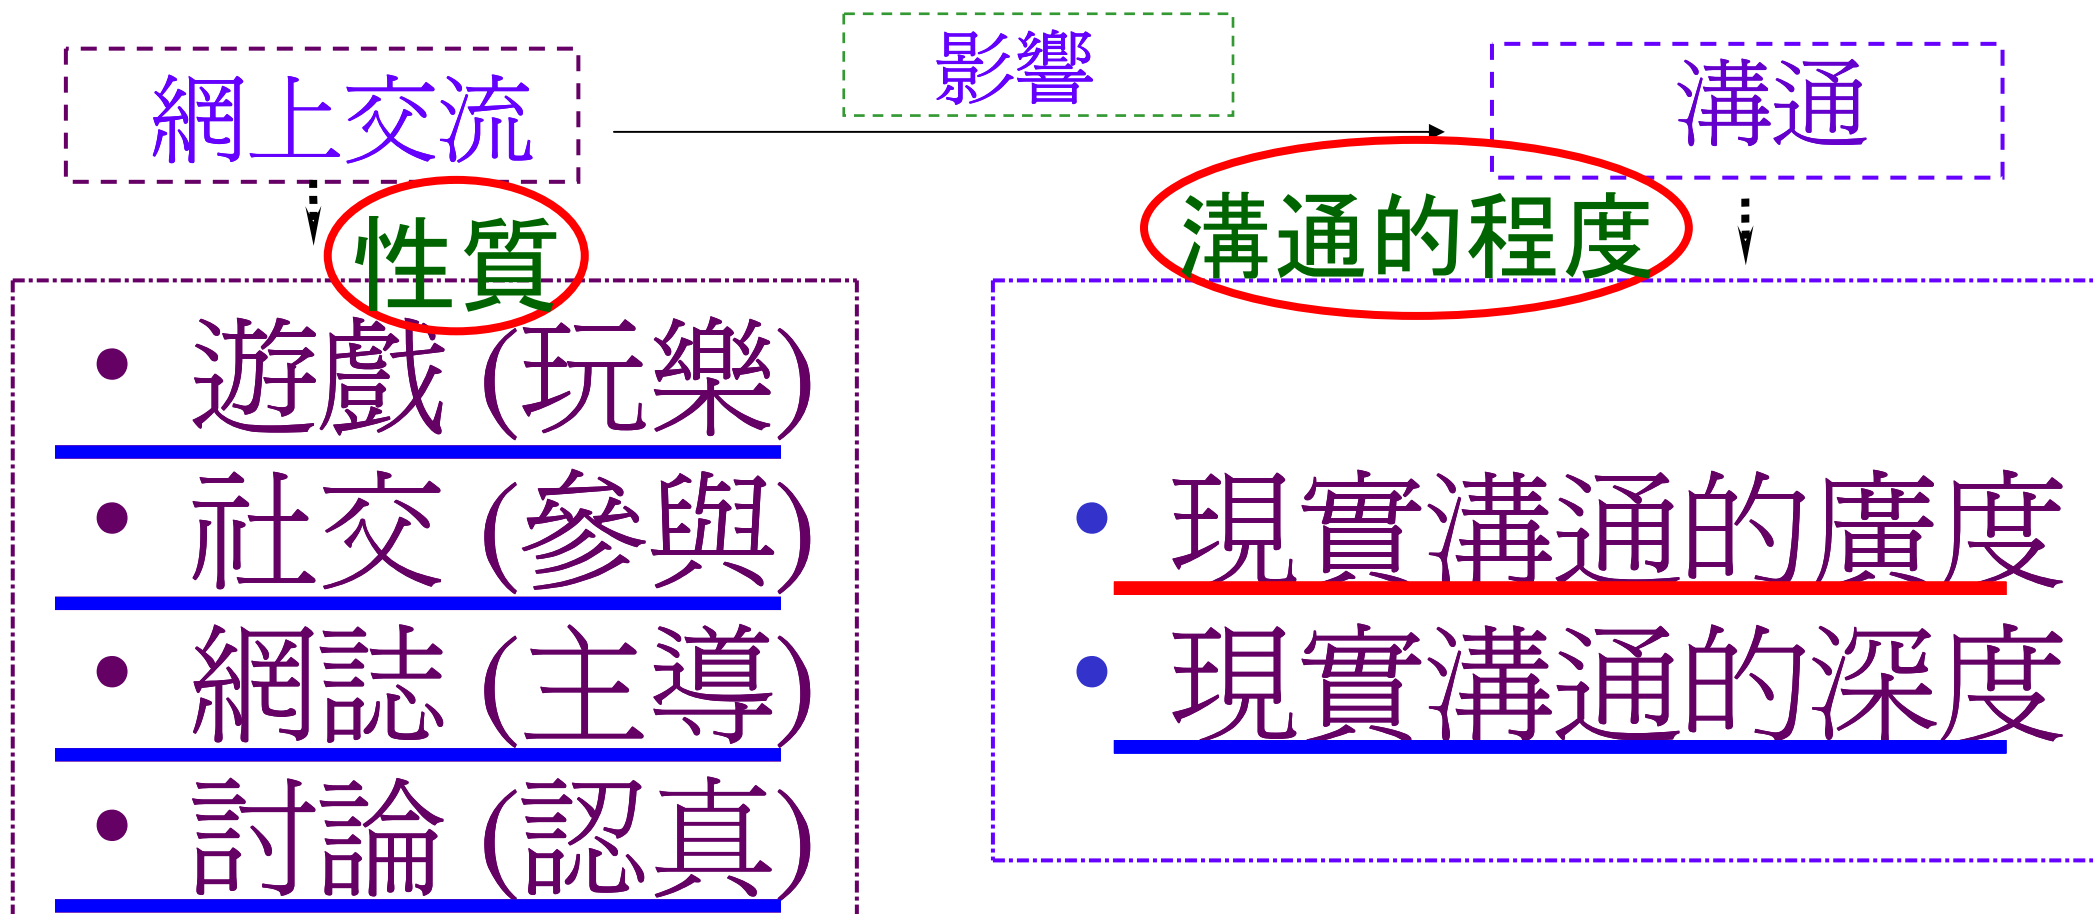 網上交流
影響
溝通
性質
溝通的程度
• 遊戲 (玩樂)
• 社交 (參與)
• 網誌 (主導)
• 討論 (認真)
• 現實溝通的廣度
• 現實溝通的深度